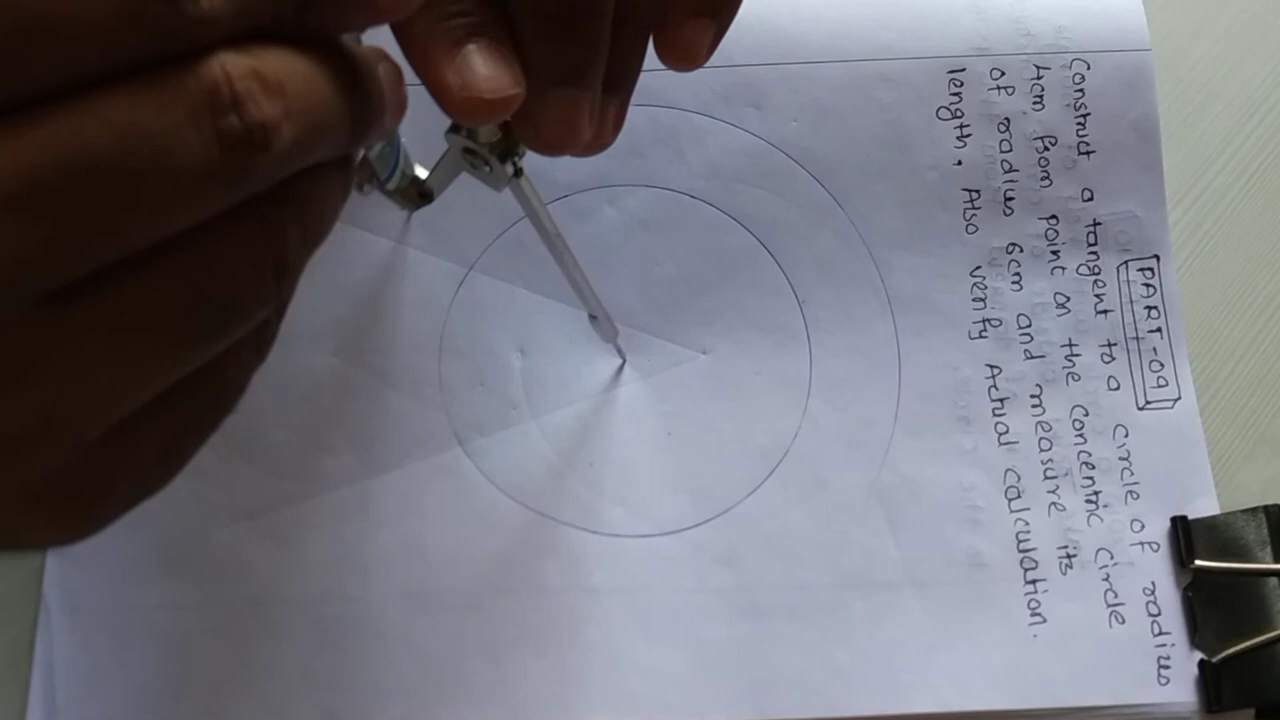 PART-09
Construct a tangent to a circle of radius
4cm from point on the concentric circle
of radius 6cm and measure its
length. Also verify Actual calculation.